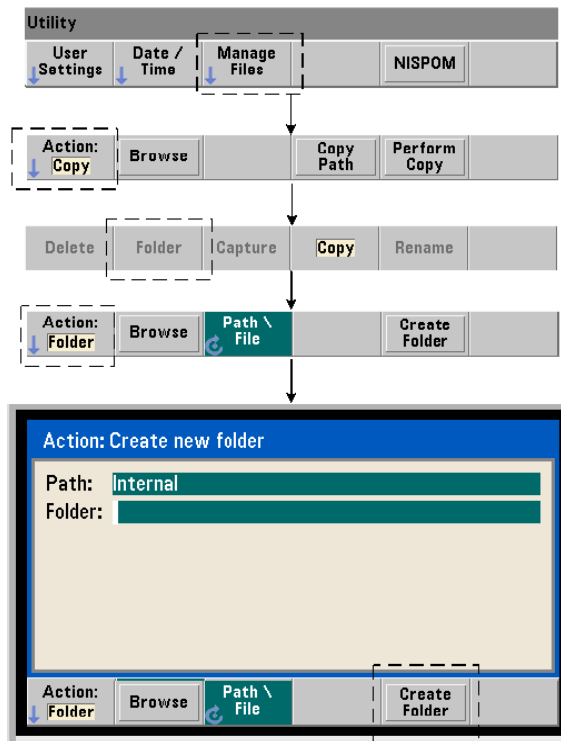 Utility
User Settings Date / Time Manage Files NISPOM
Action: Copy Browse Copy Path Perform Copy
Delete Folder Capture Copy Rename
Action: Folder Browse Path \ File Create Folder
Action: Create new folder
Path: Internal
Folder:
Action: Folder Browse Path \ File Create Folder